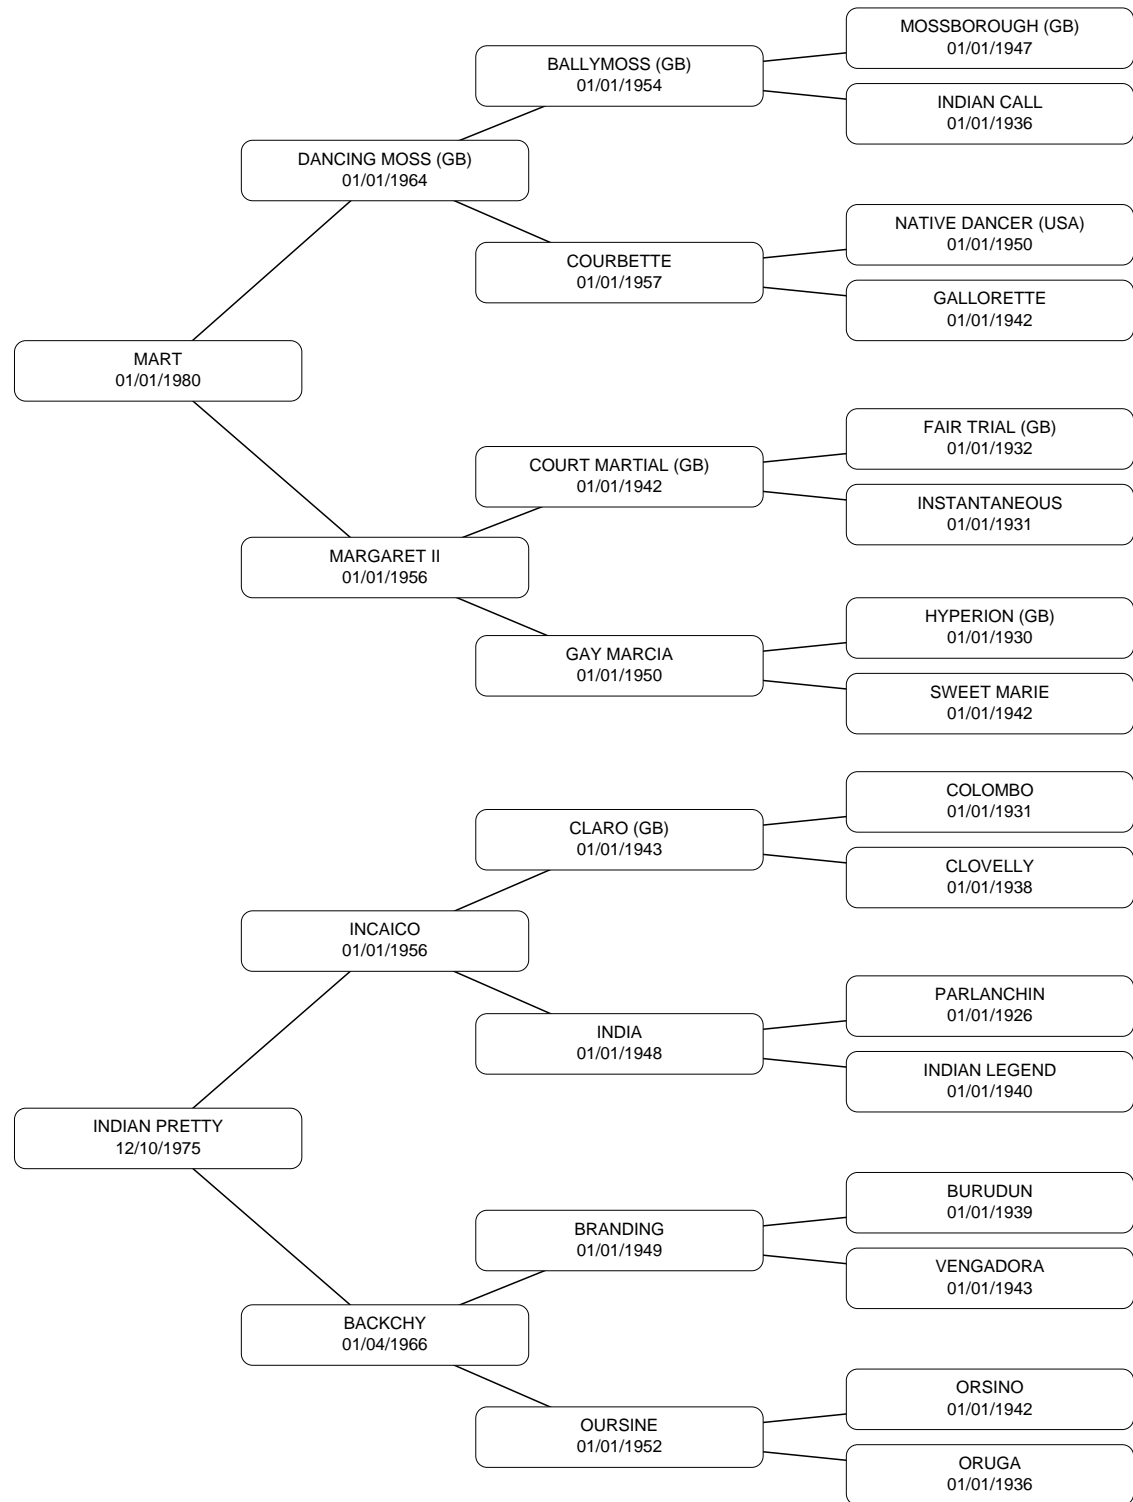 MOSSBOROUGH (GB)
01/01/1947
BALLYMOSS (GB)
01/01/1954
INDIAN CALL
01/01/1936
DANCING MOSS (GB)
01/01/1964
NATIVE DANCER (USA)
01/01/1950
COURBETTE
01/01/1957
GALLORETTE
01/01/1942
MART
01/01/1980
FAIR TRIAL (GB)
01/01/1932
COURT MARTIAL (GB)
01/01/1942
INSTANTANEOUS
01/01/1931
MARGARET II
01/01/1956
HYPERION (GB)
01/01/1930
GAY MARCIA
01/01/1950
SWEET MARIE
01/01/1942
COLOMBO
01/01/1931
CLARO (GB)
01/01/1943
CLOVELLY
01/01/1938
INCAICO
01/01/1956
PARLANCHIN
01/01/1926
INDIA
01/01/1948
INDIAN LEGEND
01/01/1940
INDIAN PRETTY
12/10/1975
BURUDUN
01/01/1939
BRANDING
01/01/1949
VENGADORA
01/01/1943
BACKCHY
01/04/1966
ORSINO
01/01/1942
OURSINE
01/01/1952
ORUGA
01/01/1936